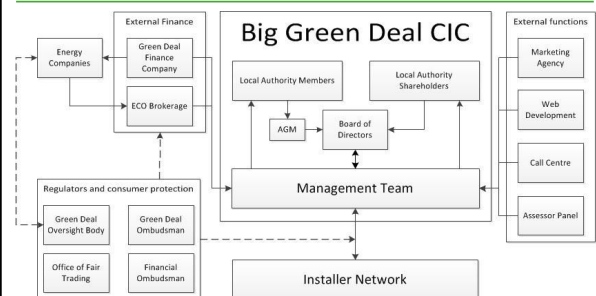 External Finance
Energy
Companies
Green Deal
Finance
Company
ECO Brokerage
Big Green Deal CIC
Local Authority Members
Local Authority
Shareholders
AGM
Board of
Directors
Management Team
External functions
Marketing
Agency
Web
Development
Call Centre
Assessor Panel
Regulators and consumer protection
Green Deal
Oversight Body
Green Deal
Ombudsman
Office of Fair
Trading
Financial
Ombudsman
Installer Network